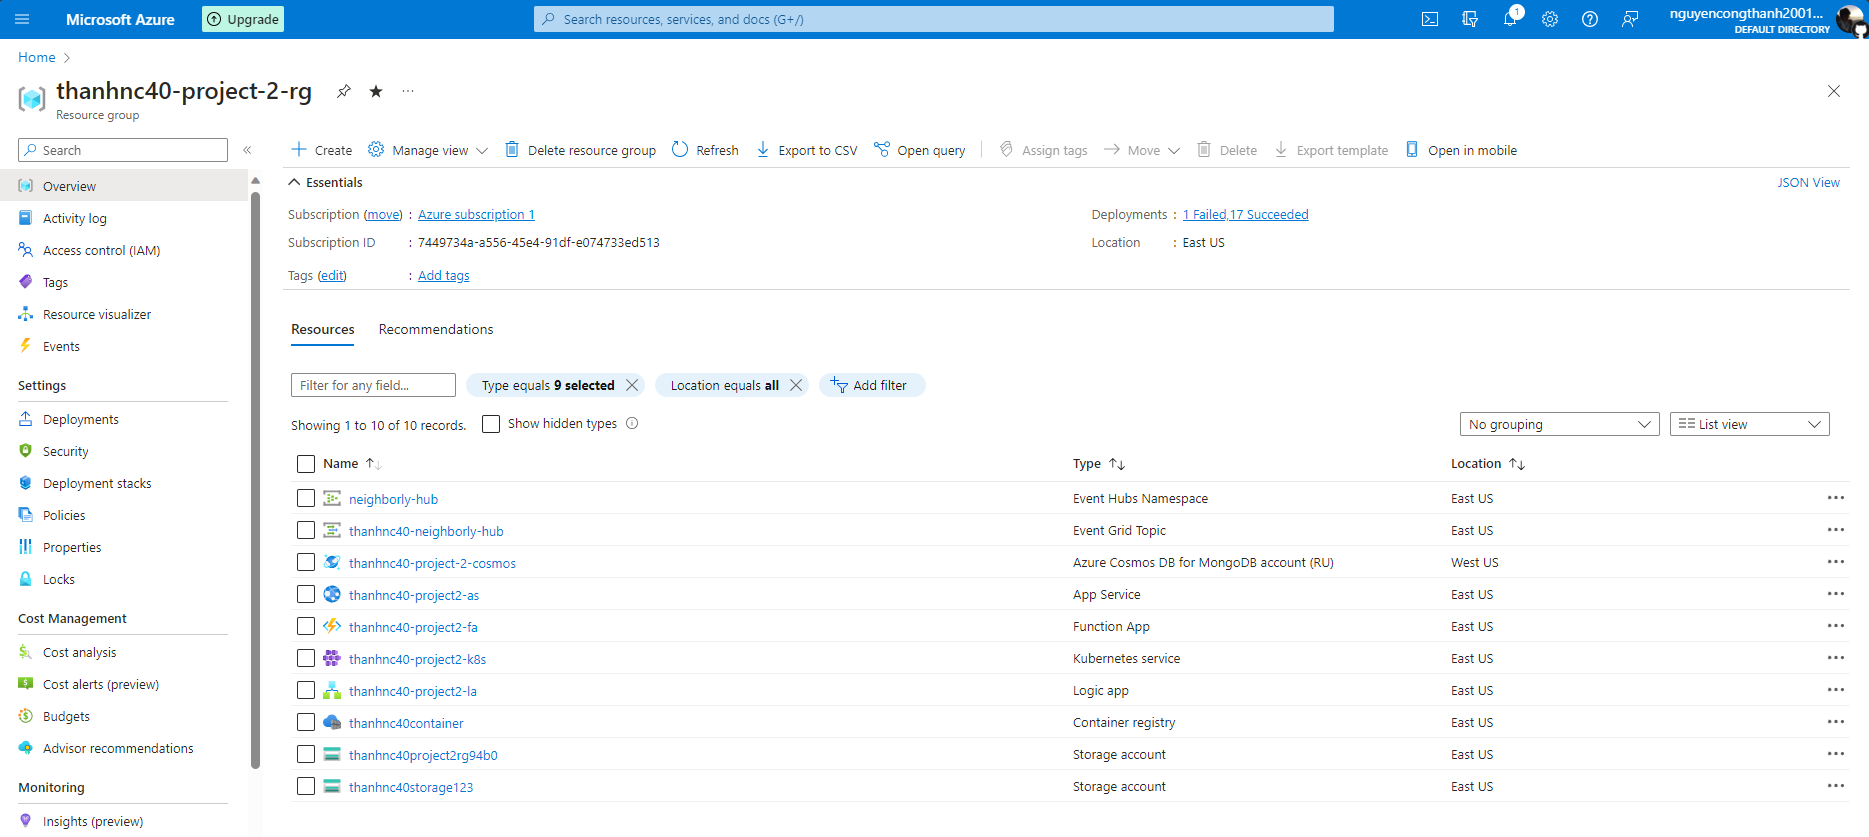 Microsoft Azure
Upgrade
Search resources, services, and docs (G+/)
1
nguyencongthanh2001...
DEFAULT DIRECTORY
Home
thanhnc40-project-2-rg
Resource group
Search
Create
Manage view
Delete resource group
Refresh
Export to CSV
Open query
Assign tags
Move
Delete
Export template
Open in mobile
Overview
Activity log
Access control (IAM)
Tags
Resource visualizer
Events
Settings
Deployments
Security
Deployment stacks
Policies
Properties
Locks
Cost Management
Cost analysis
Cost alerts (preview)
Budgets
Advisor recommendations
Monitoring
Insights (preview)
Essentials
JSON View
Subscription (move) : Azure subscription 1
Deployments : 1 Failed,17 Succeeded
Subscription ID : 7449734a-a556-45e4-91df-e074733ed513
Location : East US
Tags (edit) : Add tags
Resources
Recommendations
Filter for any field...
Type equals 9 selected
Location equals all
Add filter
Showing 1 to 10 of 10 records.
Show hidden types
No grouping
List view
Name Type Location
neighborly-hub Event Hubs Namespace East US
thanhnc40-neighborly-hub Event Grid Topic East US
thanhnc40-project-2-cosmos Azure Cosmos DB for MongoDB account (RU) West US
thanhnc40-project2-as App Service East US
thanhnc40-project2-fa Function App East US
thanhnc40-project2-k8s Kubernetes service East US
thanhnc40-project2-la Logic app East US
thanhnc40container Container registry East US
thanhnc40project2rg94b0 Storage account East US
thanhnc40storage123 Storage account East US